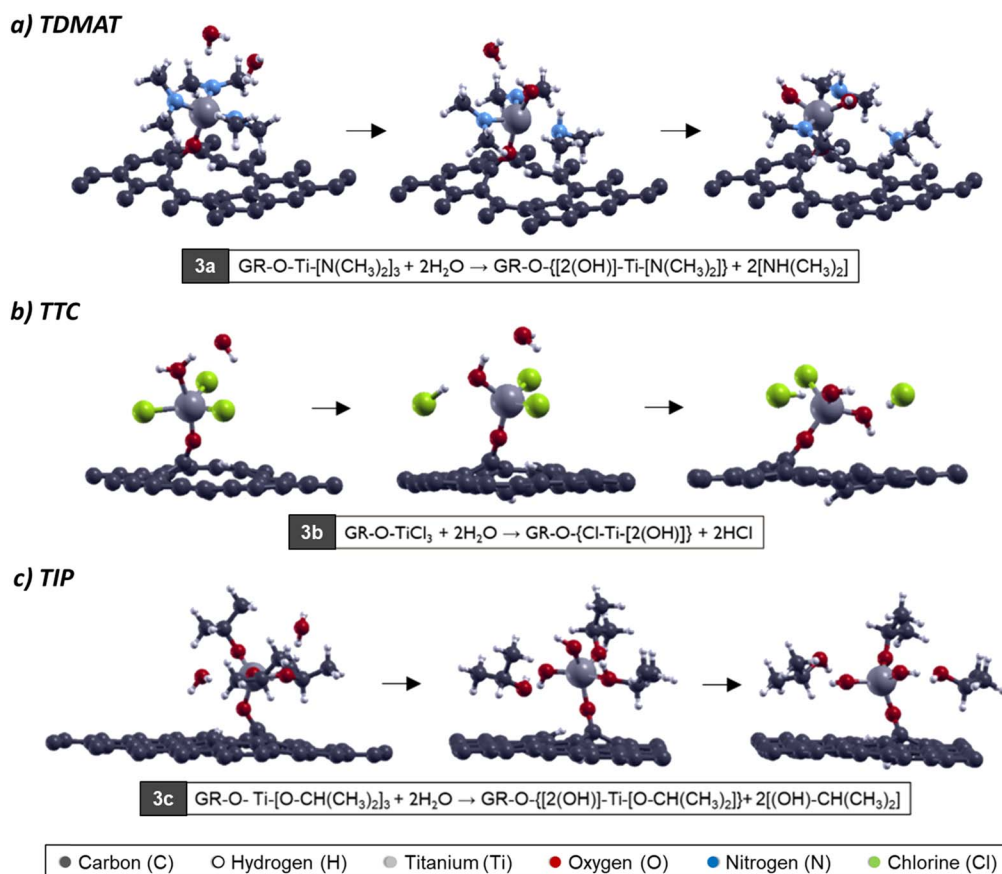 a) TDMAT
3a GR-O-Ti-[N(CH₃)₂]₃ + 2H₂O → GR-O-{[2(OH)]-Ti-[N(CH₃)₂]} + 2[NH(CH₃)₂]
b) TTC
3b GR-O-TiCl₃ + 2H₂O → GR-O-{Cl-Ti-[2(OH)]} + 2HCl
c) TIP
3c GR-O- Ti-[O-CH(CH₃)₂]₃ + 2H₂O → GR-O-{[2(OH)]-Ti-[O-CH(CH₃)₂]}+ 2[(OH)-CH(CH₃)₂]
Carbon (C) Hydrogen (H) Titanium (Ti) Oxygen (O) Nitrogen (N) Chlorine (Cl)